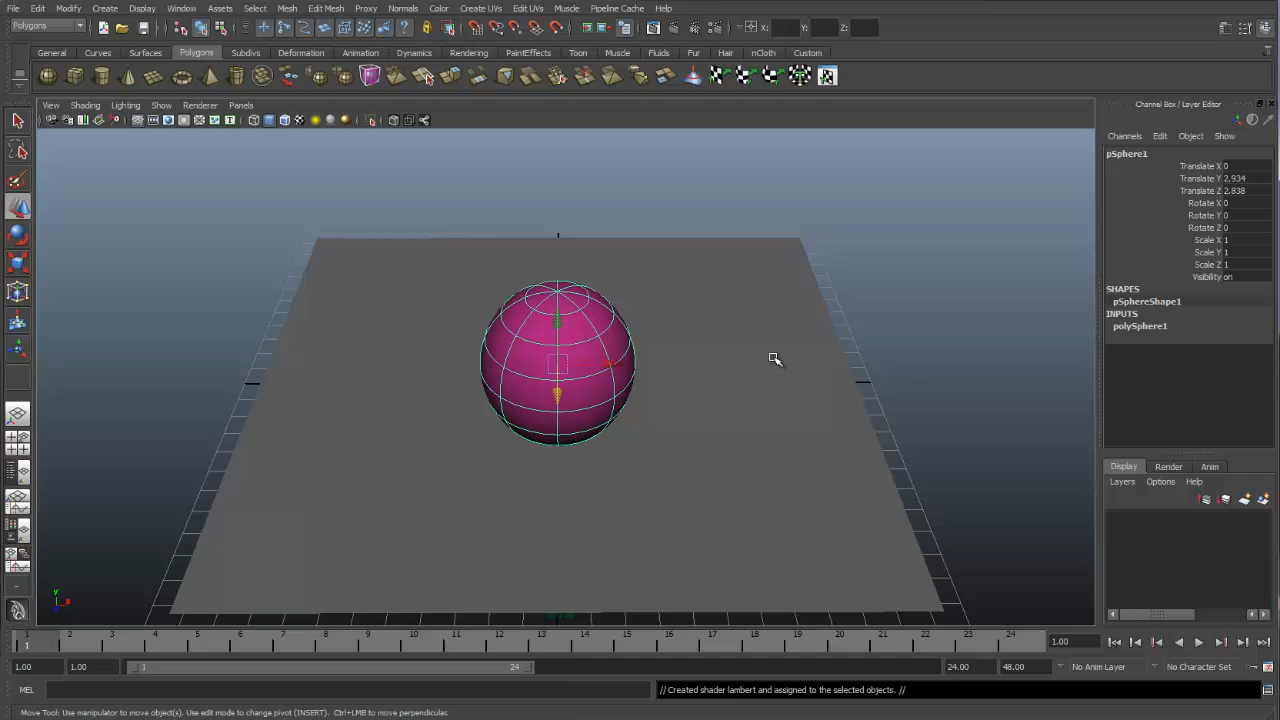 File Edit Modify Create Display Window Assets Select Mesh Edit Mesh Proxy Normals Color Create UVs Edit UVs Muscle Pipeline Cache Help
Polygons X: Y: Z:
General Curves Surfaces Polygons Subdivs Deformation Animation Dynamics Rendering PaintEffects Toon Muscle Fluids Fur Hair nCloth Custom
View Shading Lighting Show Renderer Panels
Channel Box / Layer Editor
Channels Edit Object Show
pSphere1
Translate X 0
Translate Y 2.934
Translate Z 2.838
Rotate X 0
Rotate Y 0
Rotate Z 0
Scale X 1
Scale Y 1
Scale Z 1
Visibility on
SHAPES
pSphereShape1
INPUTS
polySphere1
Display Render Anim
Layers Options Help
y
x
1 2 3 4 5 6 7 8 9 10 11 12 13 14 15 16 17 18 19 20 21 22 23 24
1 1.00
1.00 1.00 1 24 24.00 48.00 No Anim Layer No Character Set
MEL // Created shader lambert and assigned to the selected objects. //
Move Tool: Use manipulator to move object(s). Use edit mode to change pivot (INSERT). Ctrl+LMB to move perpendicular.